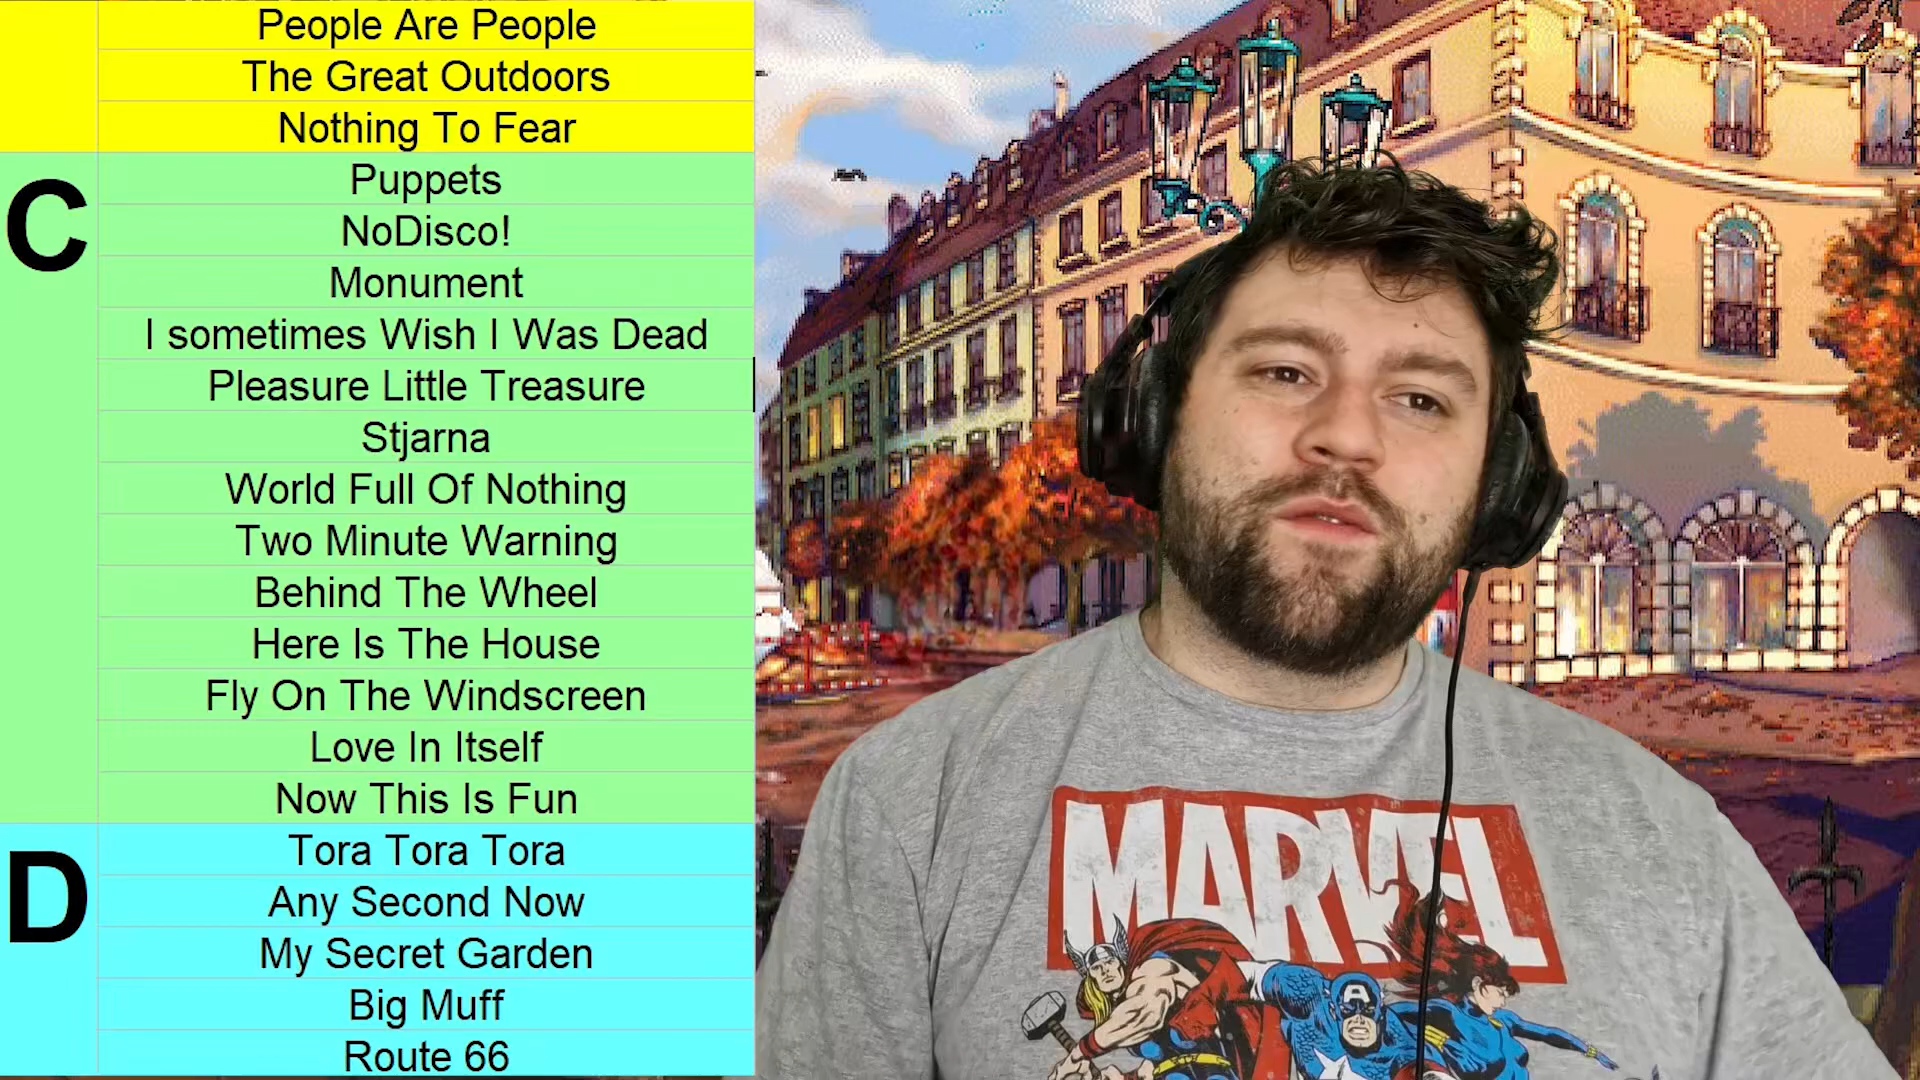 People Are People
The Great Outdoors
Nothing To Fear
C
Puppets
NoDisco!
Monument
I sometimes Wish I Was Dead
Pleasure Little Treasure
Stjarna
World Full Of Nothing
Two Minute Warning
Behind The Wheel
Here Is The House
Fly On The Windscreen
Love In Itself
Now This Is Fun
D
Tora Tora Tora
Any Second Now
My Secret Garden
Big Muff
Route 66
MARVEL
A